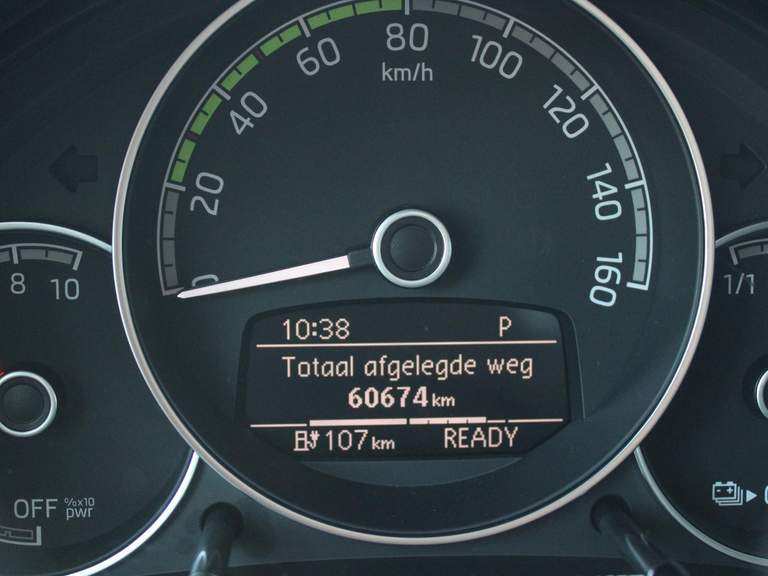 20
40
60
80
100
120
140
160
km/h
8
10
OFF %x10
pwr
1/1
10:38 P
Totaal afgelegde weg
60674 km
107 km READY